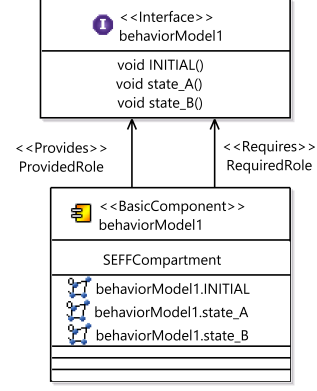 <<Interface>>
I
behaviorModel1
void INITIAL()
void state_A()
void state_B()
<<Provides>>
ProvidedRole
<<Requires>>
RequiredRole
<<BasicComponent>>
behaviorModel1
SEFFCompartment
behaviorModel1.INITIAL
behaviorModel1.state_A
behaviorModel1.state_B